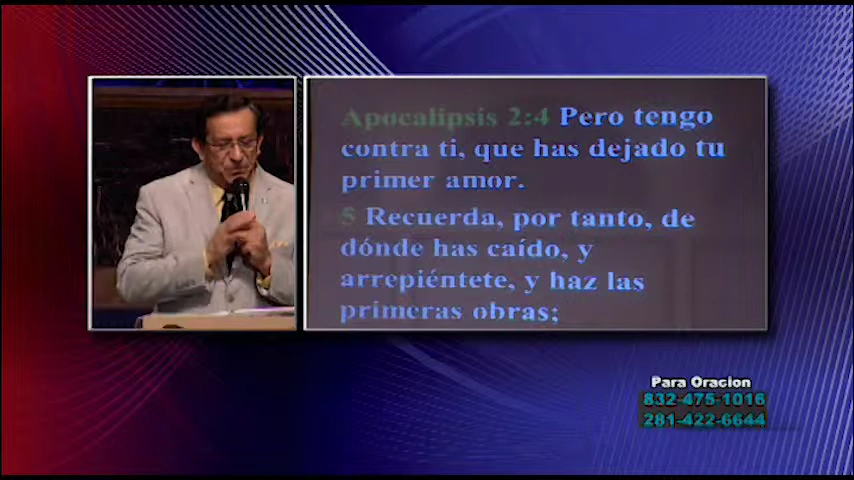 Apocalipsis 2:4 Pero tengo
contra ti, que has dejado tu
primer amor.
5 Recuerda, por tanto, de
dónde has caído, y
arrepiéntete, y haz las
primeras obras;
Para Oracion
832-475-1016
281-422-6644